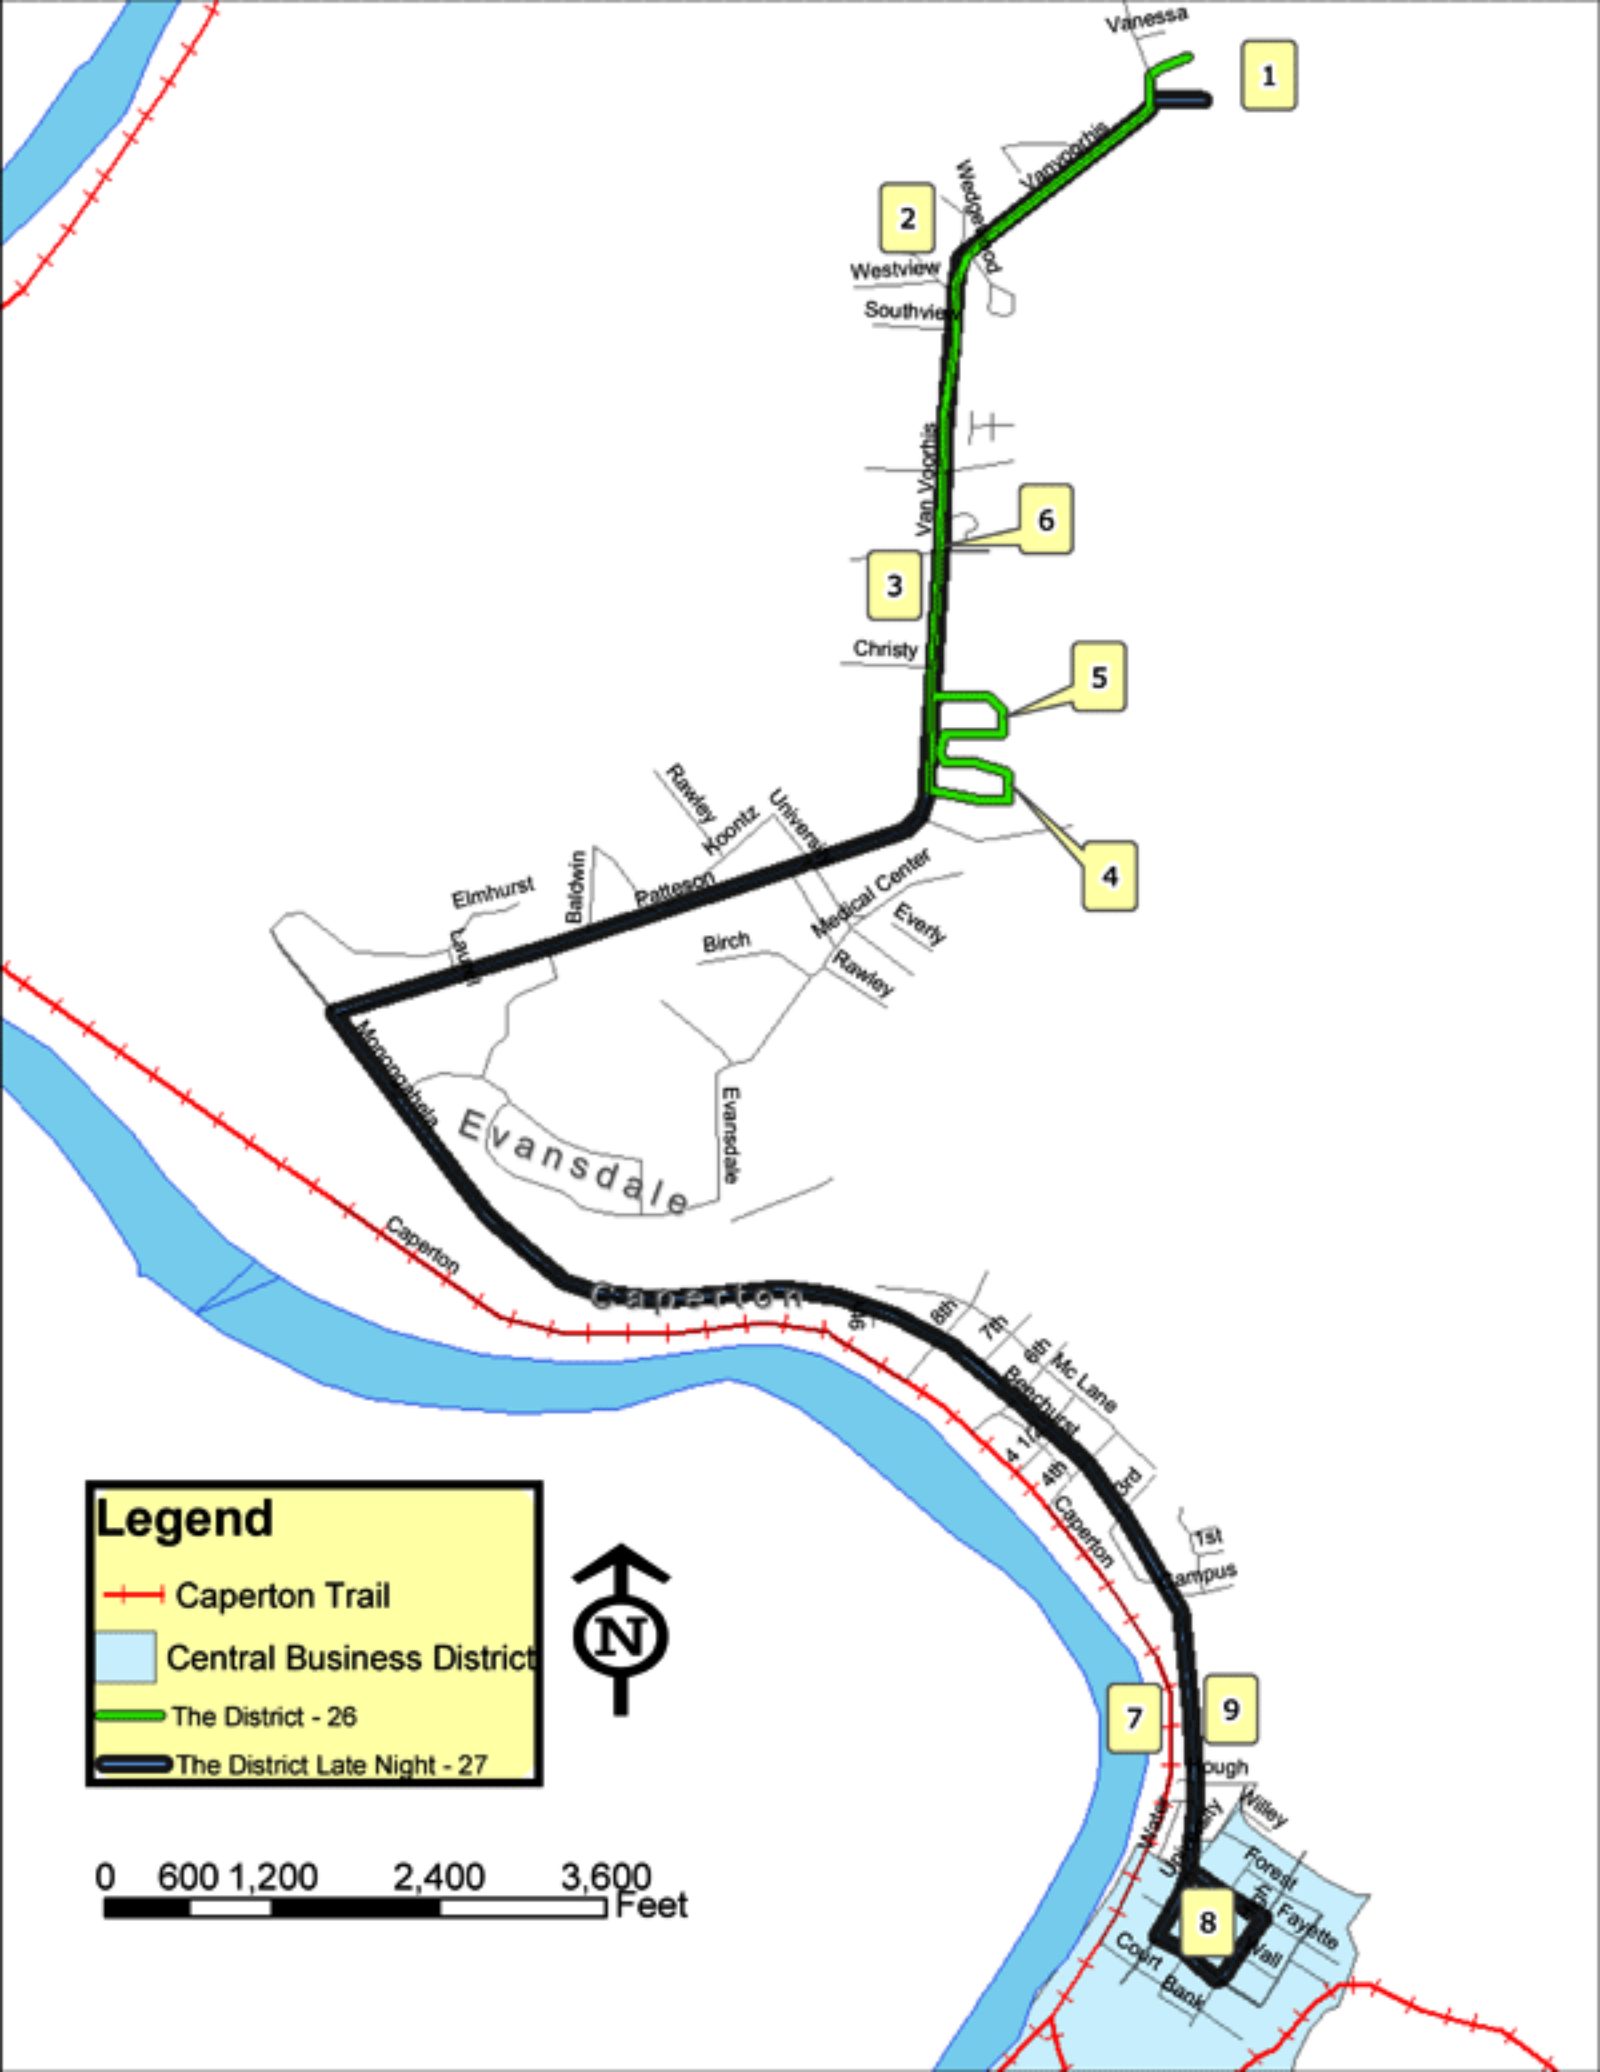 Vanessa
1
Vanvoorhis
Wedgewood
2
Westview
Southview
Van Voorhis
6
3
Christy
5
4
Rawley
Koontz
Medical Center
Everly
Elmhurst
Baldwin
Patteson
Laurel
Birch
Rawley
Monongahela
Evansdale
Evansdale
Caperton
Caperton
8th
7th
6th
Mc Lane
Beechurst
4 1/2
4th
3rd
Caperton
1st
Campus
7
9
Hough
Willey
Water
University
Forest
Fayette
8
Wall
Court
Bank
Legend
Caperton Trail
Central Business District
The District - 26
The District Late Night - 27
N
0 600 1,200 2,400 3,600
Feet